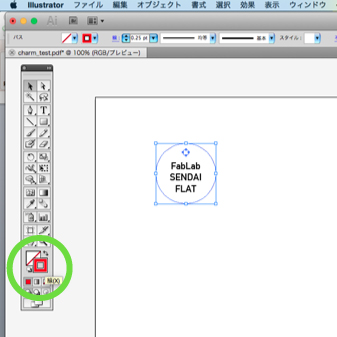 Illustrator ファイル 編集 オブジェクト 書式 選択 効果 表示 ウィンドウ
Ai
パス
0.25 pt
均等
基本
スタイル：
charm_test.pdf* @ 100% (RGB/プレビュー)
T
FabLab
SENDAI
FLAT
線(X)